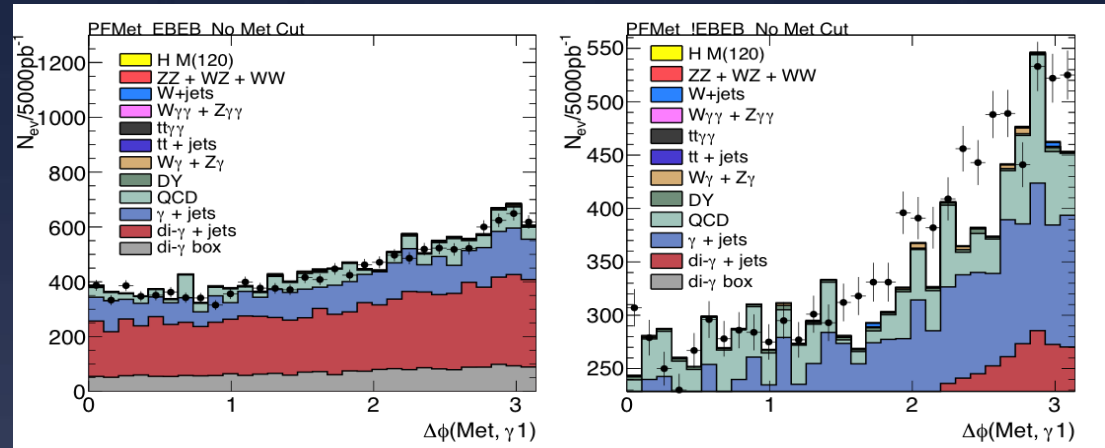 PFMet EBEB No Met Cut
N_ev/5000pb^-1
1200
1000
800
600
400
200
0
H M(120)
ZZ + WZ + WW
W+jets
Wγγ + Zγγ
ttγγ
tt + jets
Wγ + Zγ
DY
QCD
γ + jets
di-γ + jets
di-γ box
0 1 2 3
Δϕ(Met, γ1)
PFMet !EBEB No Met Cut
N_ev/5000pb^-1
550
500
450
400
350
300
250
H M(120)
ZZ + WZ + WW
W+jets
Wγγ + Zγγ
ttγγ
tt + jets
Wγ + Zγ
DY
QCD
γ + jets
di-γ + jets
di-γ box
0 1 2 3
Δϕ(Met, γ1)